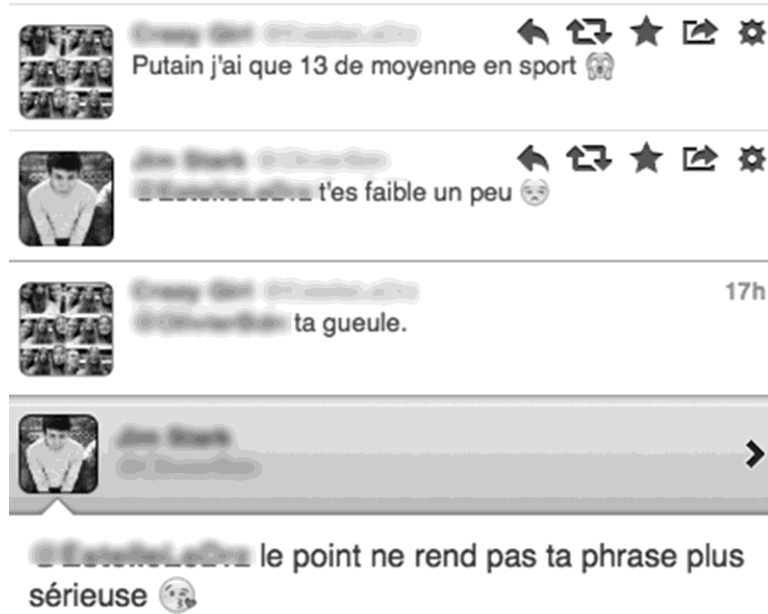 Putain j'ai que 13 de moyenne en sport 😱
t'es faible un peu 😒
17h
ta gueule.
le point ne rend pas ta phrase plus
sérieuse 😘